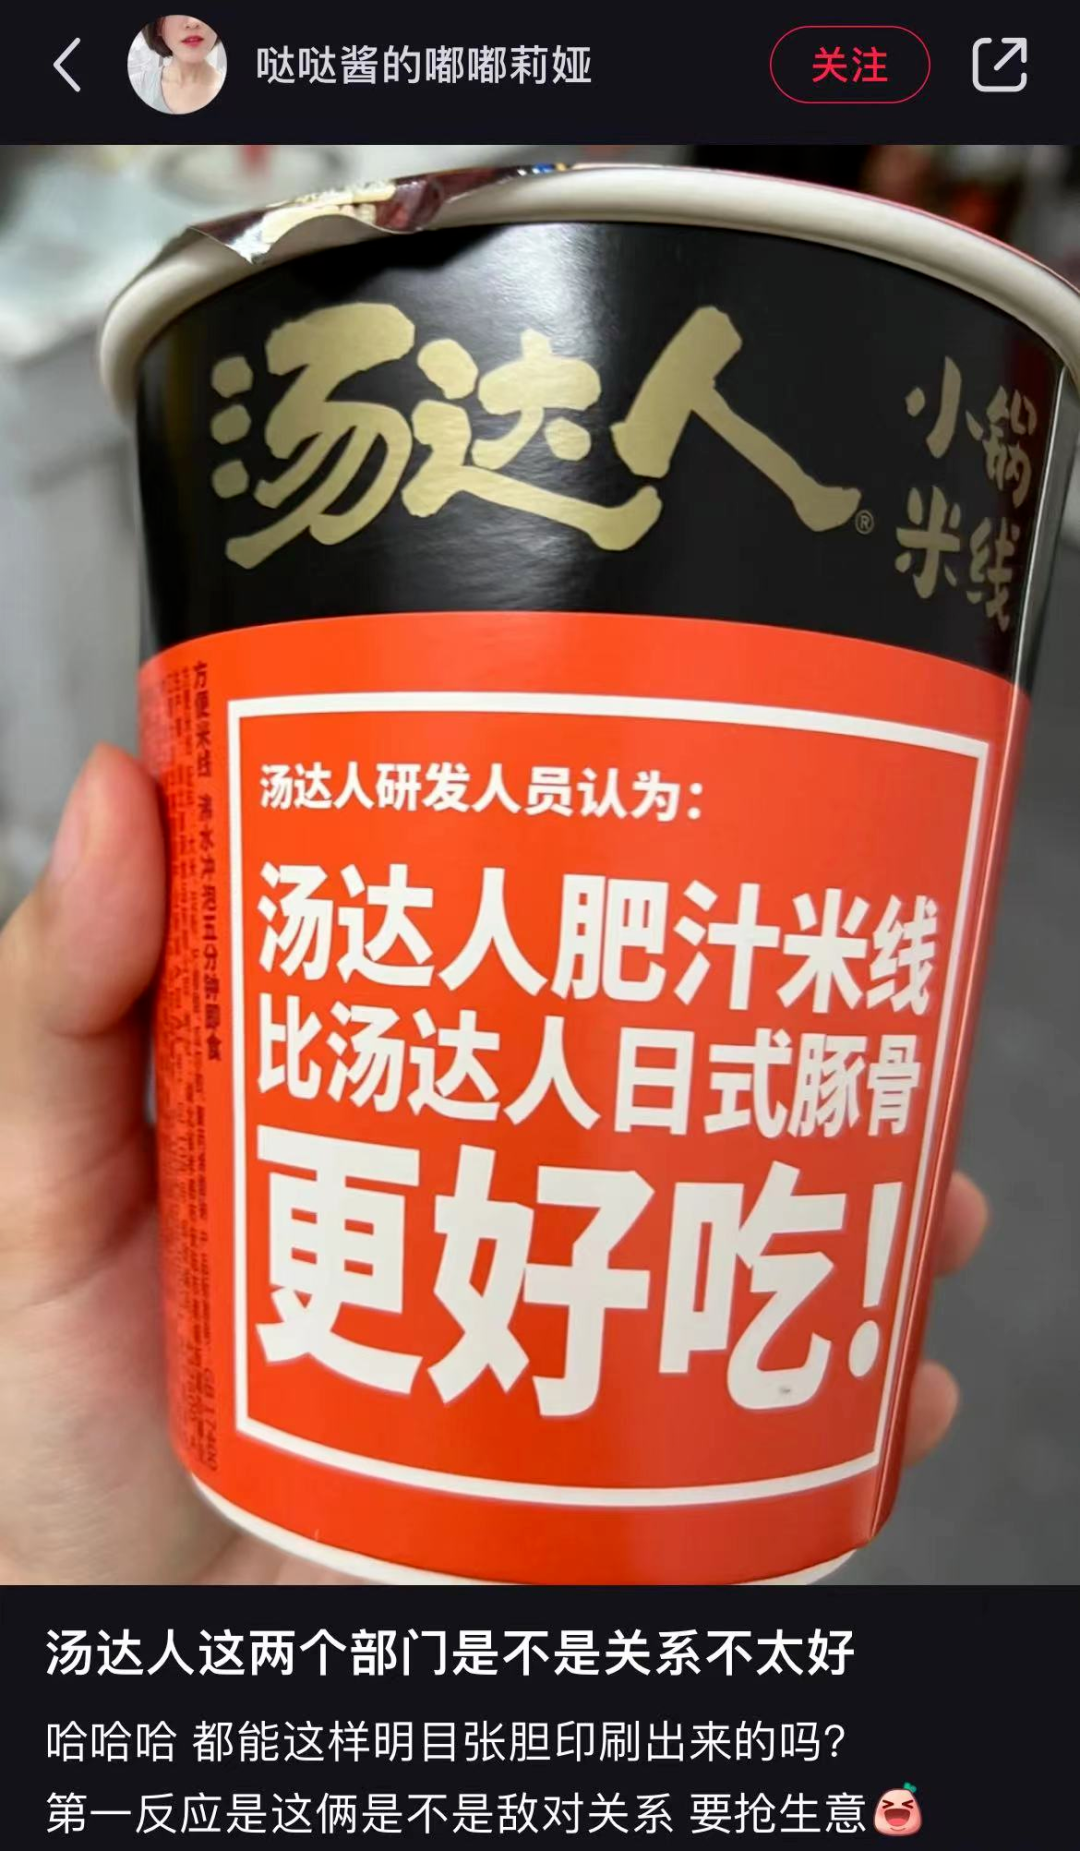 哒哒酱的嘟嘟莉娅
关注
汤达人®
小锅
米线
汤达人研发人员认为：
汤达人肥汁米线
比汤达人日式豚骨
更好吃！
汤达人这两个部门是不是关系不太好
哈哈哈 都能这样明目张胆印刷出来的吗？
第一反应是这俩是不是敌对关系 要抢生意